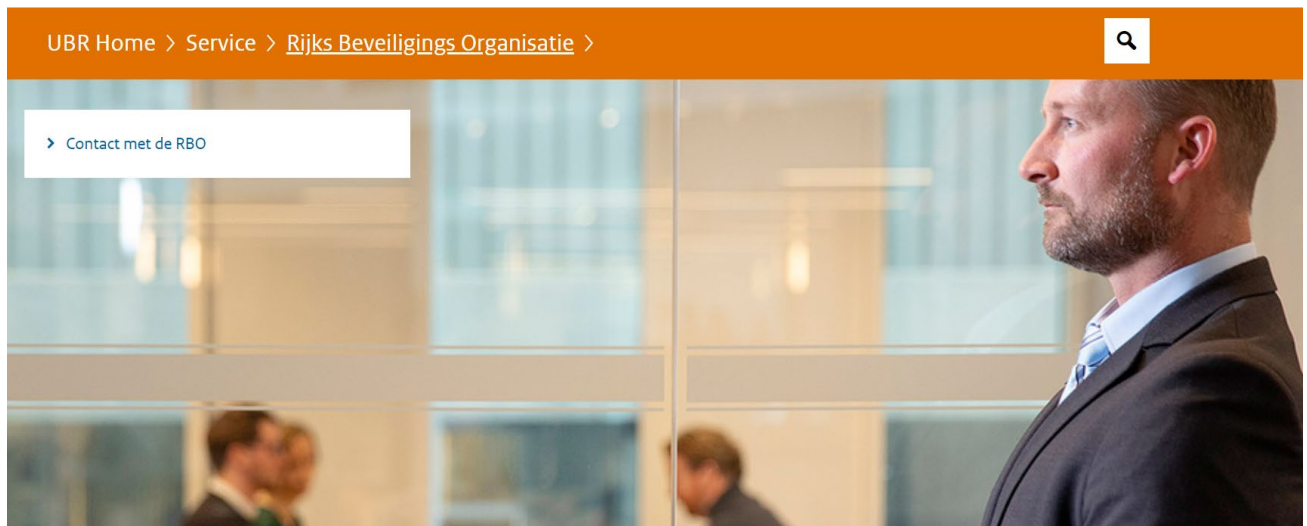 UBR Home > Service > Rijks Beveiligings Organisatie >
> Contact met de RBO